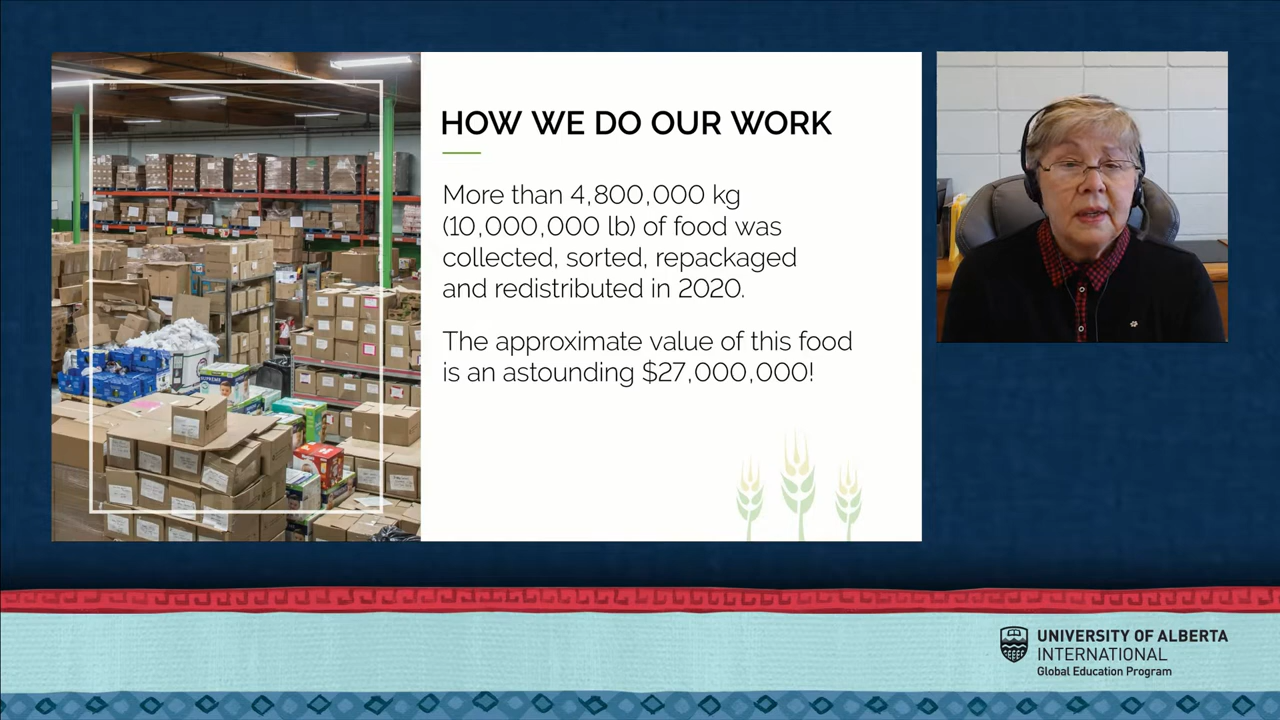 HOW WE DO OUR WORK
More than 4,800,000 kg
(10,000,000 lb) of food was
collected, sorted, repackaged
and redistributed in 2020.
The approximate value of this food
is an astounding $27,000,000!
UNIVERSITY OF ALBERTA
INTERNATIONAL
Global Education Program